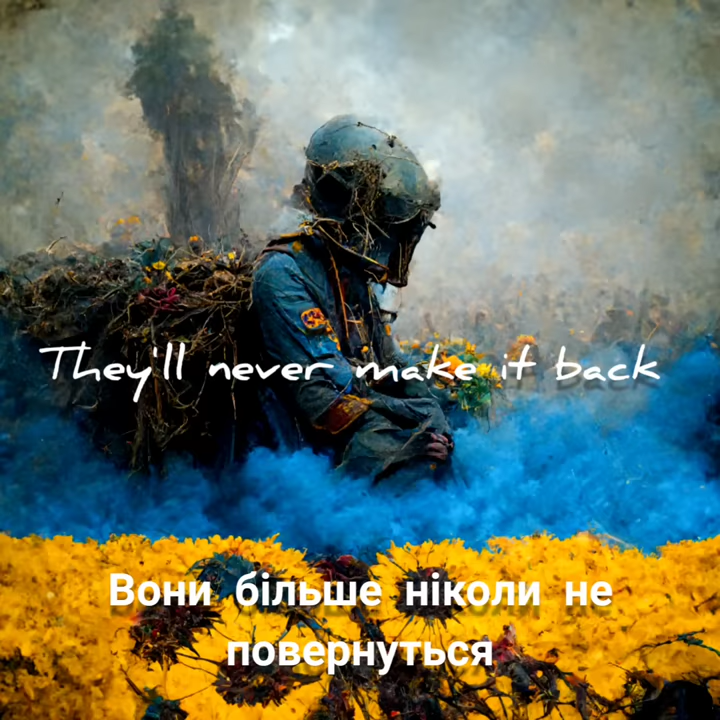 They'll never make it back
Вони більше ніколи не
повернуться